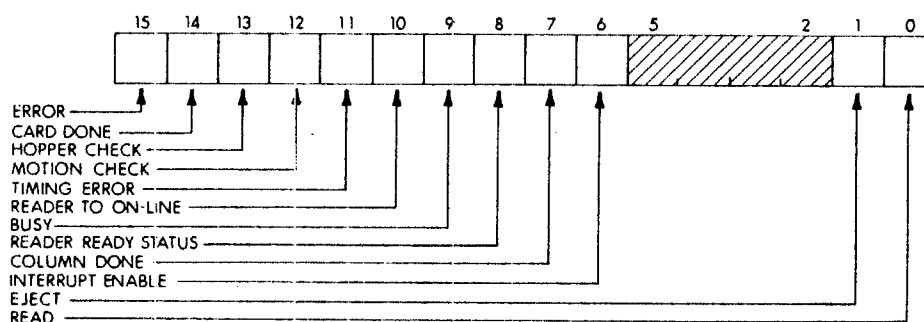 15 14 13 12 11 10 9 8 7 6 5 2 1 0
ERROR
CARD DONE
HOPPER CHECK
MOTION CHECK
TIMING ERROR
READER TO ON-LINE
BUSY
READER READY STATUS
COLUMN DONE
INTERRUPT ENABLE
EJECT
READ